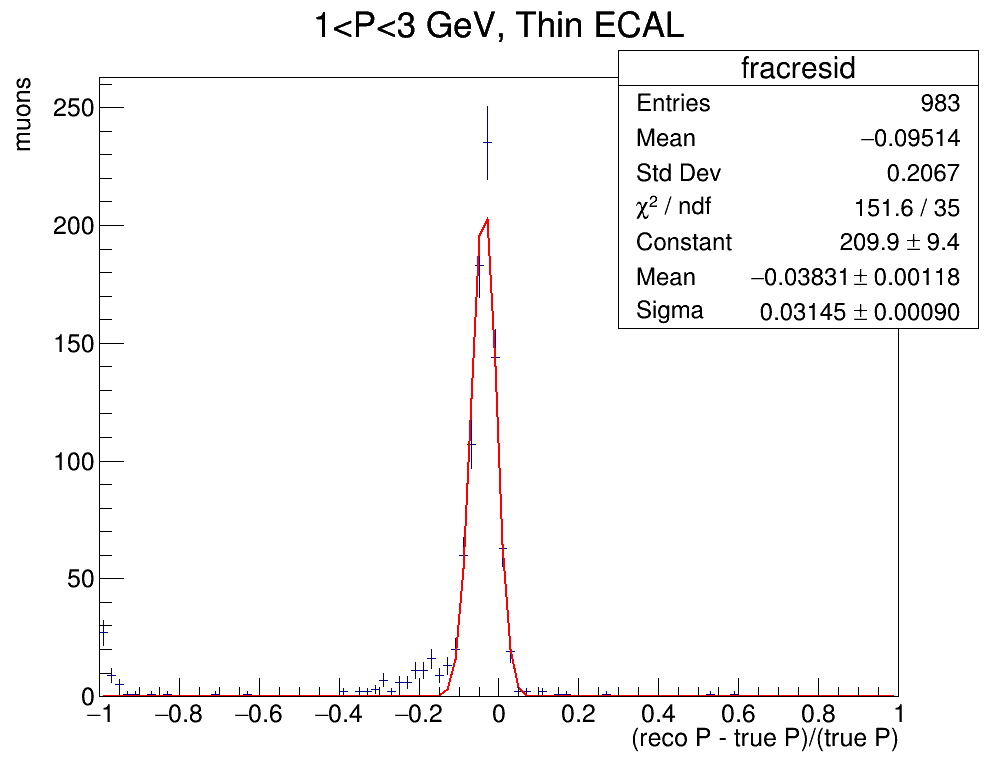 1<P<3 GeV, Thin ECAL
muons
fracresid
Entries 983
Mean −0.09514
Std Dev 0.2067
χ² / ndf 151.6 / 35
Constant 209.9 ± 9.4
Mean −0.03831 ± 0.00118
Sigma 0.03145 ± 0.00090
250
200
150
100
50
0
−1 −0.8 −0.6 −0.4 −0.2 0 0.2 0.4 0.6 0.8 1
(reco P - true P)/(true P)